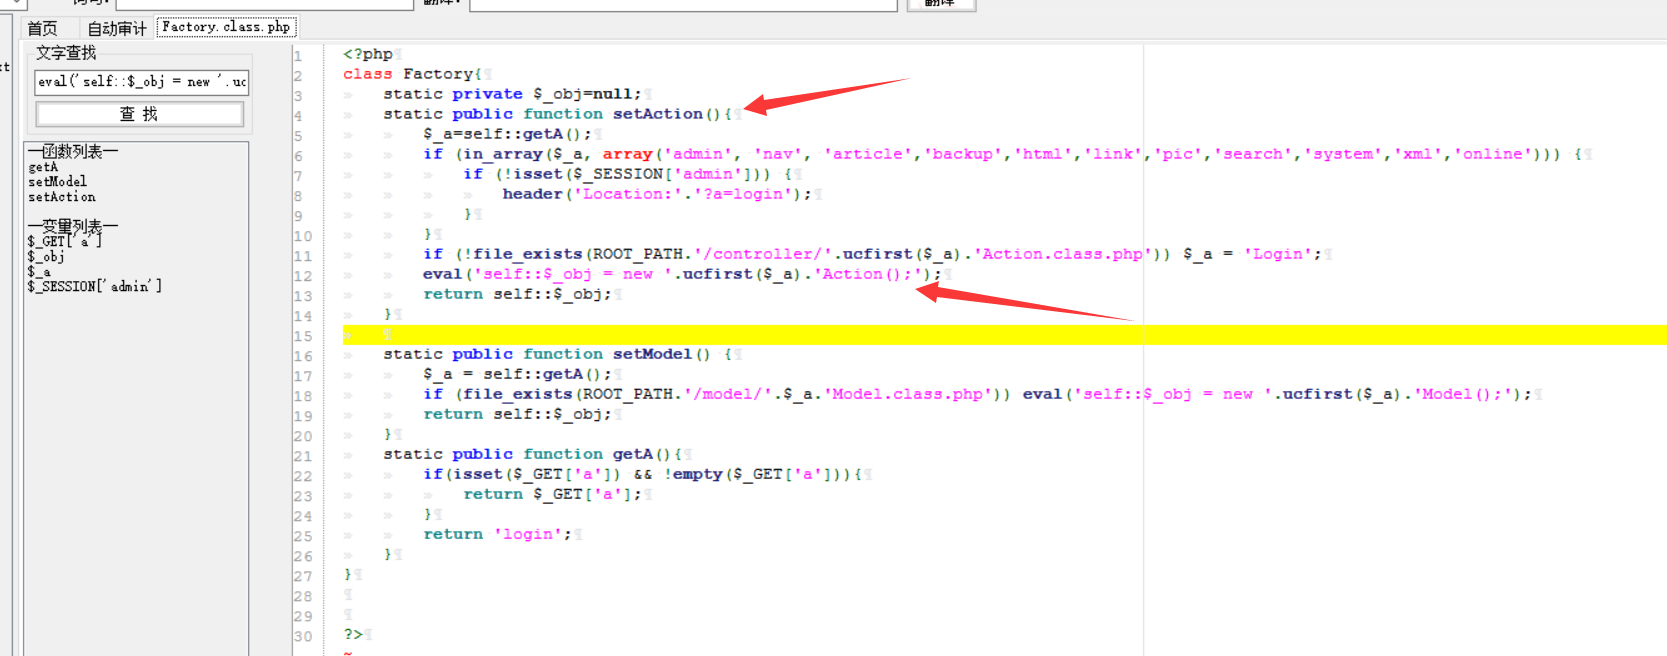 翻译
首页 自动审计 Factory.class.php
文字查找
eval('self::$_obj = new '.uc
查 找
—函数列表—
getA
setModel
setAction
—变量列表—
$_GET['a']
$_obj
$_a
$_SESSION['admin']
1 <?php
2 class Factory{
3 static private $_obj=null;
4 static public function setAction(){
5 $_a=self::getA();
6 if (in_array($_a, array('admin', 'nav', 'article','backup','html','link','pic','search','system','xml','online'))) {
7 if (!isset($_SESSION['admin'])) {
8 header('Location:'.'?a=login');
9 }
10 }
11 if (!file_exists(ROOT_PATH.'/controller/'.ucfirst($_a).'Action.class.php')) $_a = 'Login';
12 eval('self::$_obj = new '.ucfirst($_a).'Action();');
13 return self::$_obj;
14 }
15
16 static public function setModel() {
17 $_a = self::getA();
18 if (file_exists(ROOT_PATH.'/model/'.$_a.'Model.class.php')) eval('self::$_obj = new '.ucfirst($_a).'Model();');
19 return self::$_obj;
20 }
21 static public function getA(){
22 if(isset($_GET['a']) && !empty($_GET['a'])){
23 return $_GET['a'];
24 }
25 return 'login';
26 }
27 }
28
29
30 ?>
~